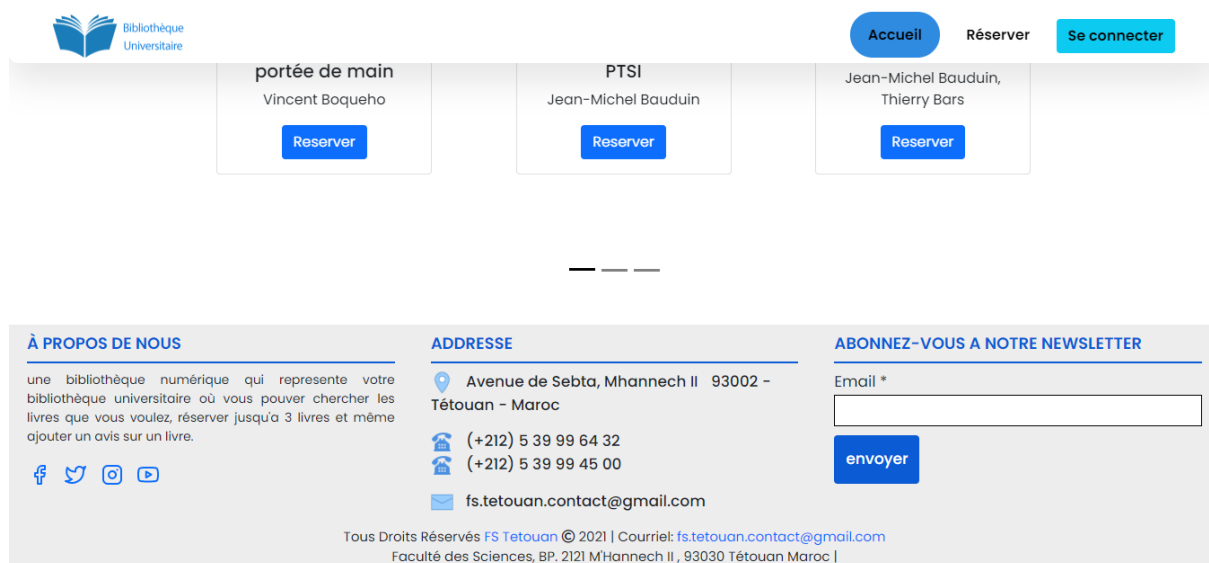 Bibliothèque
Universitaire
Accueil
Réserver
Se connecter
portée de main
Vincent Boqueho
Reserver
PTSI
Jean-Michel Bauduin
Reserver
Jean-Michel Bauduin,
Thierry Bars
Reserver
À PROPOS DE NOUS
une bibliothèque numérique qui represente votre
bibliothèque universitaire où vous pouver chercher les
livres que vous voulez, réserver jusqu'a 3 livres et même
ajouter un avis sur un livre.
ADDRESSE
Avenue de Sebta, Mhannech II 93002 -
Tétouan - Maroc
(+212) 5 39 99 64 32
(+212) 5 39 99 45 00
fs.tetouan.contact@gmail.com
ABONNEZ-VOUS A NOTRE NEWSLETTER
Email *
envoyer
Tous Droits Réservés FS Tetouan © 2021 | Courriel: fs.tetouan.contact@gmail.com
Faculté des Sciences, BP. 2121 M'Hannech II , 93030 Tétouan Maroc |